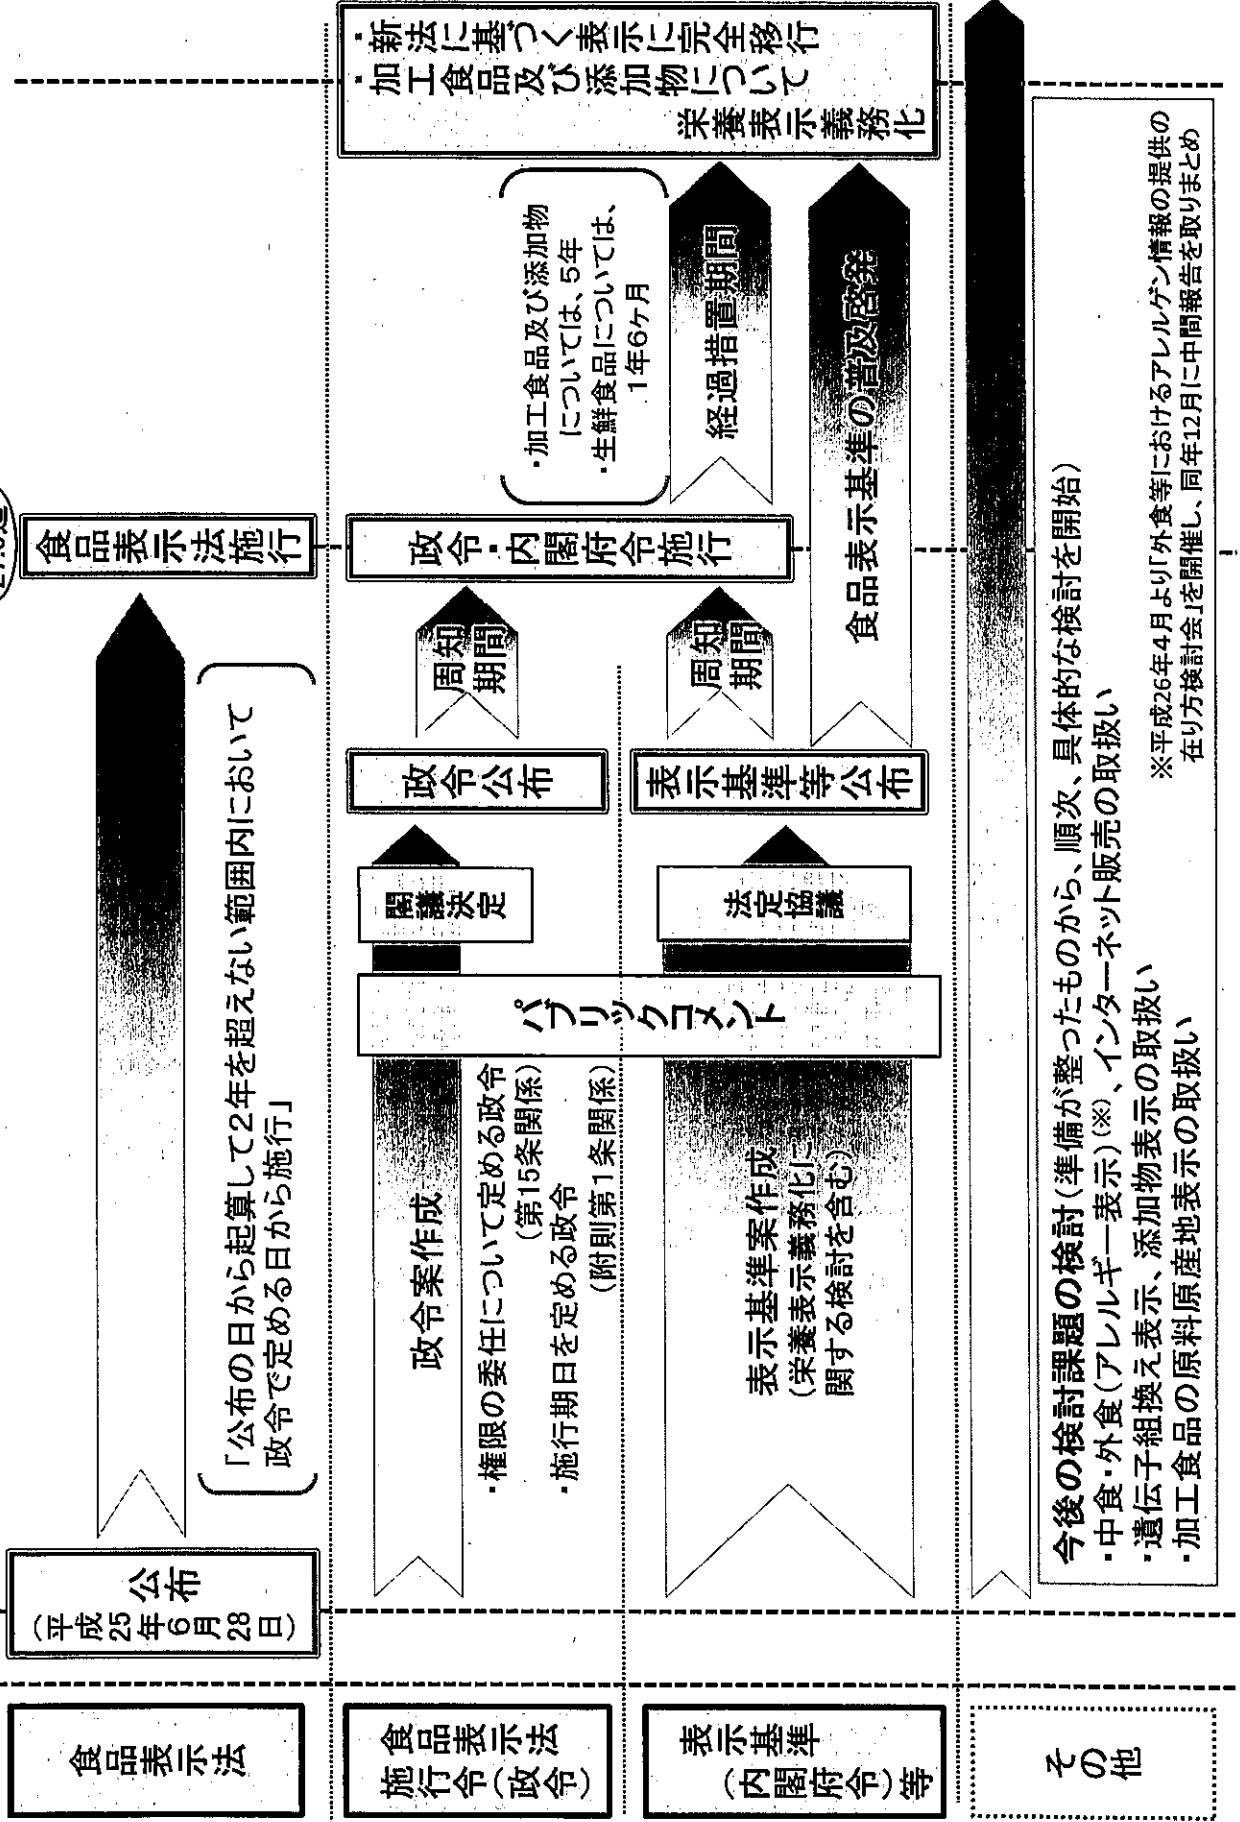 食品表示法
公布
(平成25年6月28日)
「公布の日から起算して2年を超えない範囲内において
政令で定める日から施行」
食品表示法施行
食品表示法
施行令(政令)
政令案作成
・権限の委任について定める政令
(第15条関係)
・施行期日を定める政令
(附則第1条関係)
パブリックコメント
閣議決定
政令公布
周知
期間
政令・内閣府令施行
表示基準
(内閣府令)等
表示基準案作成
(栄養表示義務化に
関する検討を含む)
法定協議
表示基準等公布
周知
期間
・加工食品及び添加物
については、5年
・生鮮食品については、
1年6ヶ月
経過措置期間
食品表示基準の普及啓発
・新法に基づく表示に完全移行
・加工食品及び添加物について
栄養表示義務化
その他
今後の検討課題の検討(準備が整ったものから、順次、具体的な検討を開始)
・中食・外食(アレルギー表示)(※)、インターネット販売の取扱い
・遺伝子組換え表示、添加物表示の取扱い
・加工食品の原料原産地表示の取扱い
※平成26年4月より「外食等におけるアレルゲン情報の提供の
在り方検討会」を開催し、同年12月に中間報告を取りまとめ